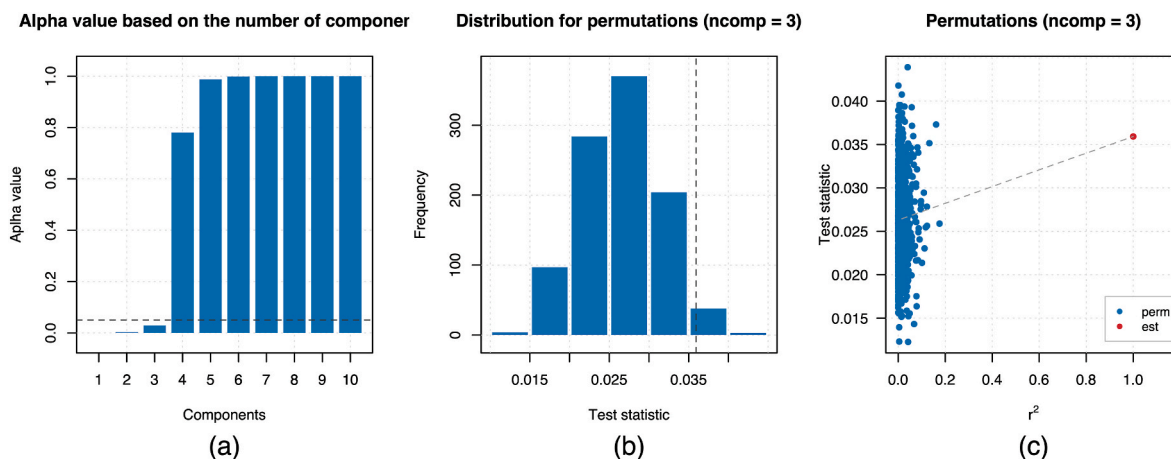 Alpha value based on the number of componer
Aplha value
0.0
0.2
0.4
0.6
0.8
1.0
1 2 3 4 5 6 7 8 9 10
Components
(a)
Distribution for permutations (ncomp = 3)
Frequency
0
100
200
300
0.015 0.025 0.035
Test statistic
(b)
Permutations (ncomp = 3)
Test statistic
0.040
0.035
0.030
0.025
0.020
0.015
perm
est
0.0 0.2 0.4 0.6 0.8 1.0
r²
(c)